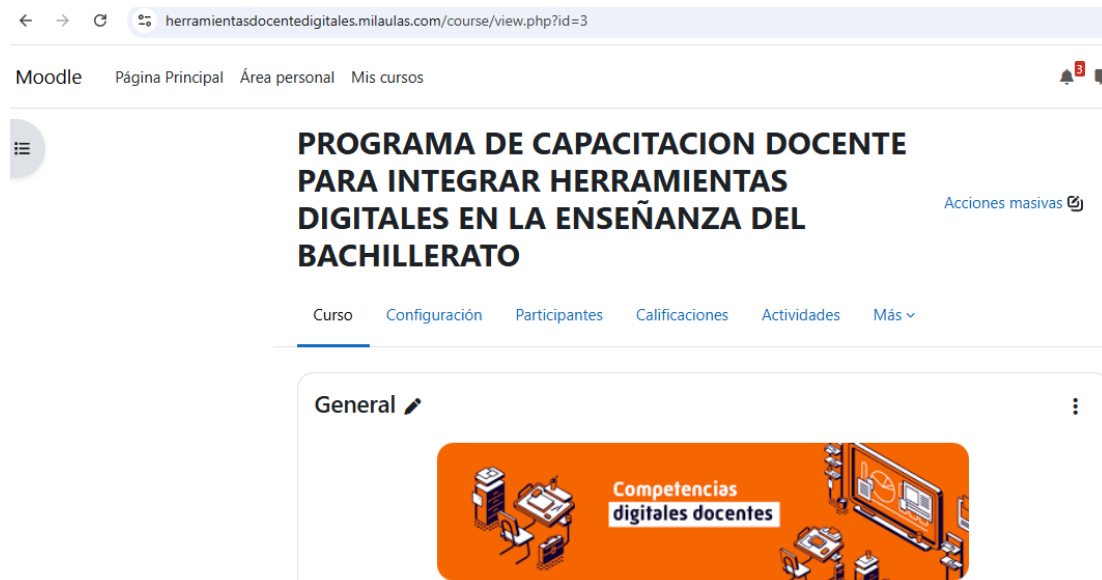 herramientasdocentedigitales.milaulas.com/course/view.php?id=3
Moodle Página Principal Área personal Mis cursos 3
PROGRAMA DE CAPACITACION DOCENTE
PARA INTEGRAR HERRAMIENTAS
DIGITALES EN LA ENSEÑANZA DEL
BACHILLERATO
Acciones masivas
Curso Configuración Participantes Calificaciones Actividades Más
General
Competencias
digitales docentes